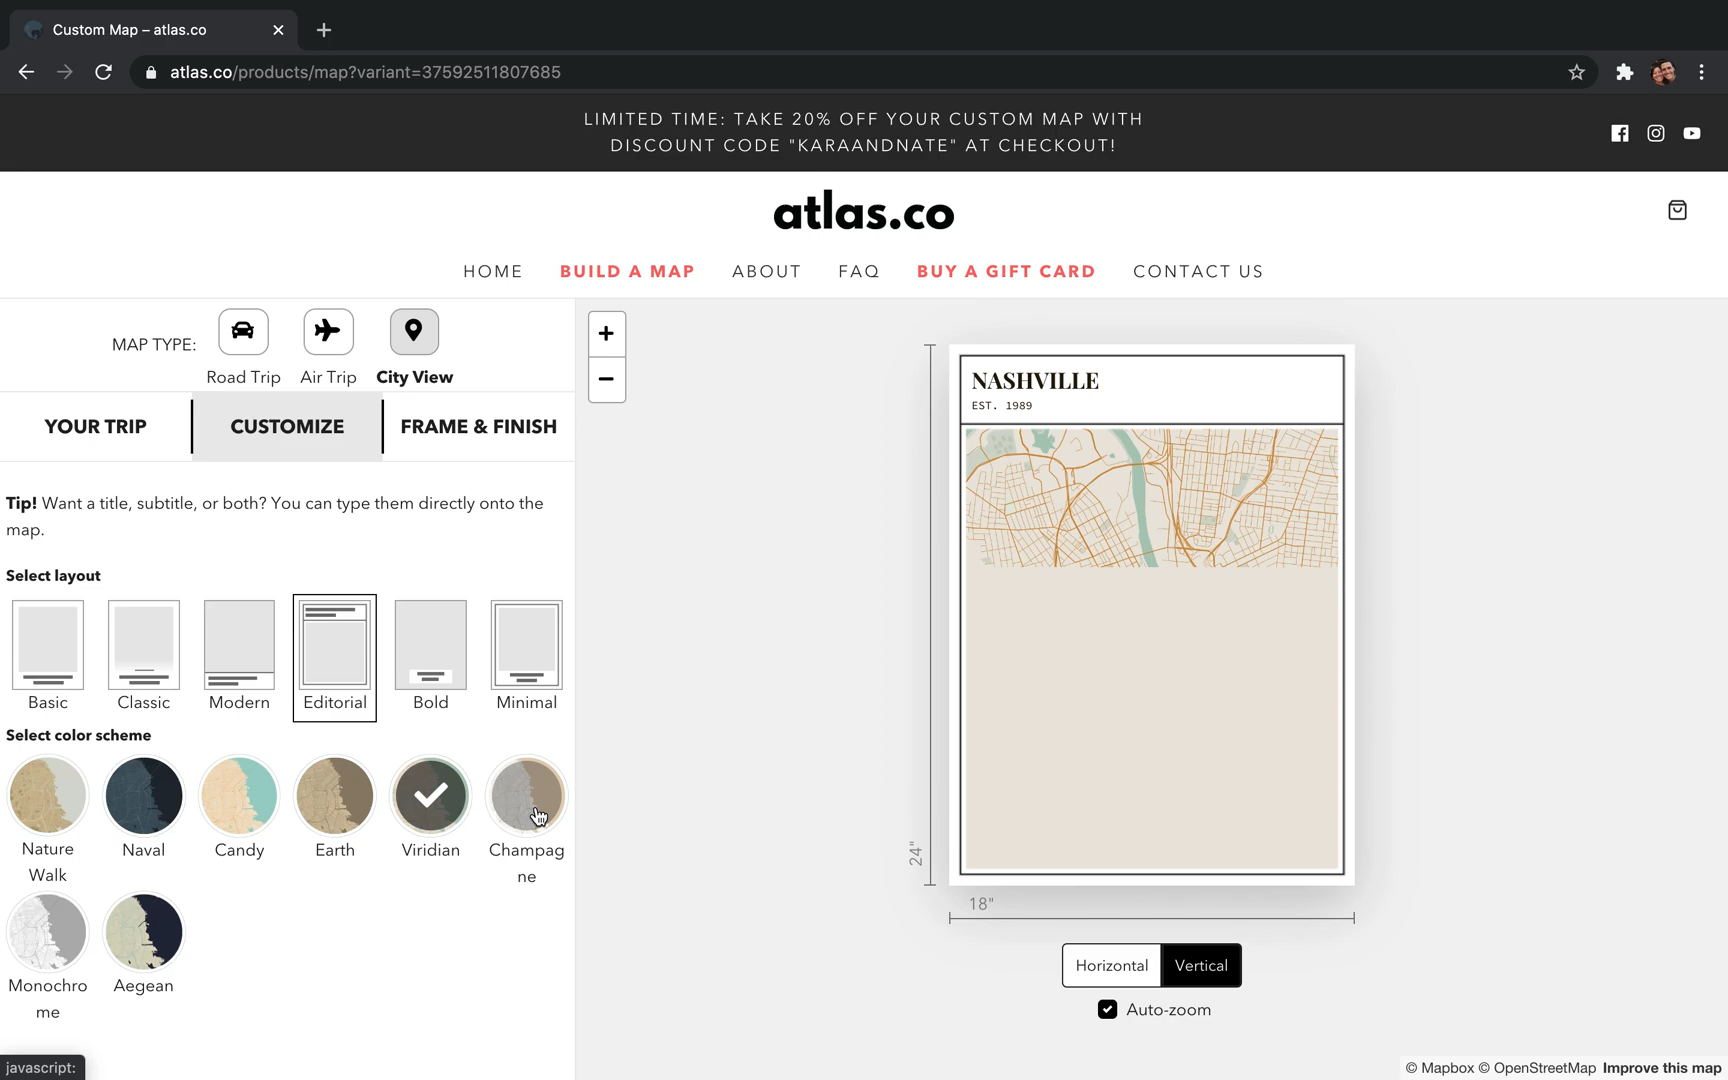 Custom Map – atlas.co
atlas.co/products/map?variant=37592511807685
LIMITED TIME: TAKE 20% OFF YOUR CUSTOM MAP WITH
DISCOUNT CODE "KARAANDNATE" AT CHECKOUT!
atlas.co
HOME BUILD A MAP ABOUT FAQ BUY A GIFT CARD CONTACT US
MAP TYPE:
Road Trip Air Trip City View
YOUR TRIP CUSTOMIZE FRAME & FINISH
Tip! Want a title, subtitle, or both? You can type them directly onto the
map.
Select layout
Basic Classic Modern Editorial Bold Minimal
Select color scheme
Nature
Walk
Naval
Candy
Earth
Viridian
Champag
ne
Monochro
me
Aegean
+
−
NASHVILLE
EST. 1989
24"
18"
Horizontal Vertical
Auto-zoom
javascript:
© Mapbox © OpenStreetMap Improve this map